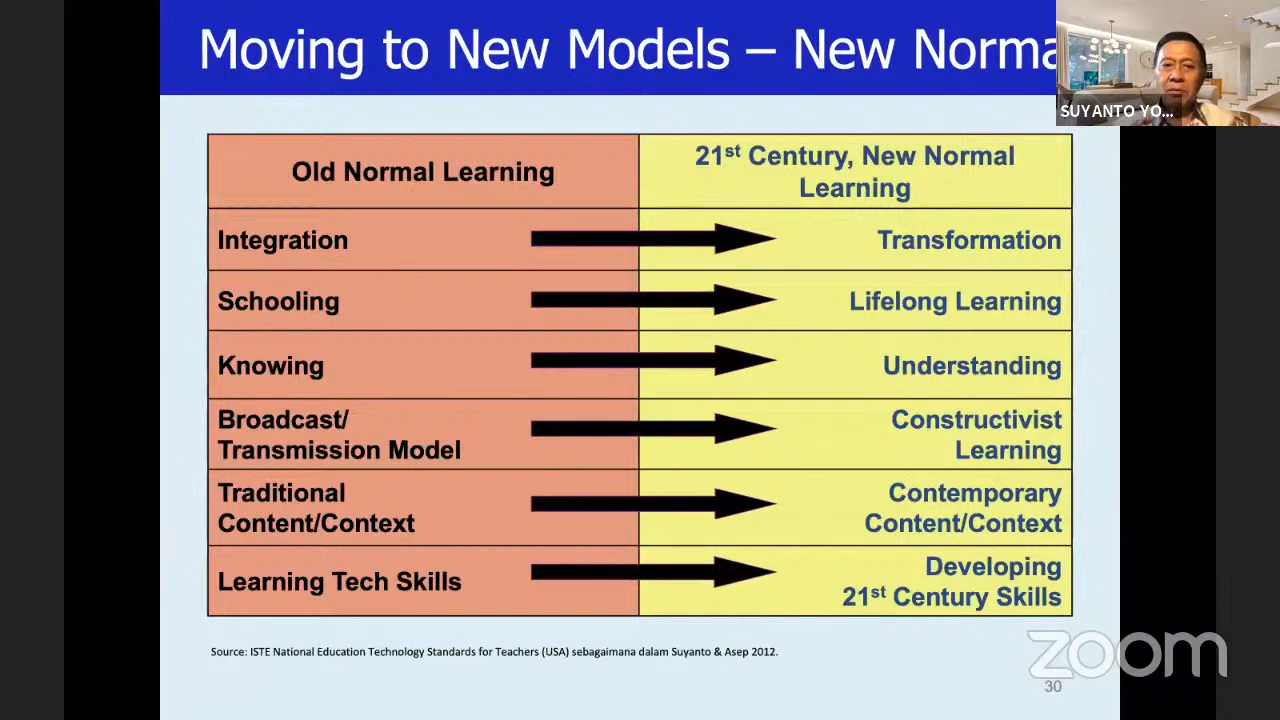 Moving to New Models – New Norma
SUYANTO YO...
Old Normal Learning
21st Century, New Normal
Learning
Integration
Transformation
Schooling
Lifelong Learning
Knowing
Understanding
Broadcast/
Transmission Model
Constructivist
Learning
Traditional
Content/Context
Contemporary
Content/Context
Learning Tech Skills
Developing
21st Century Skills
Source: ISTE National Education Technology Standards for Teachers (USA) sebagaimana dalam Suyanto & Asep 2012.
zoom
30